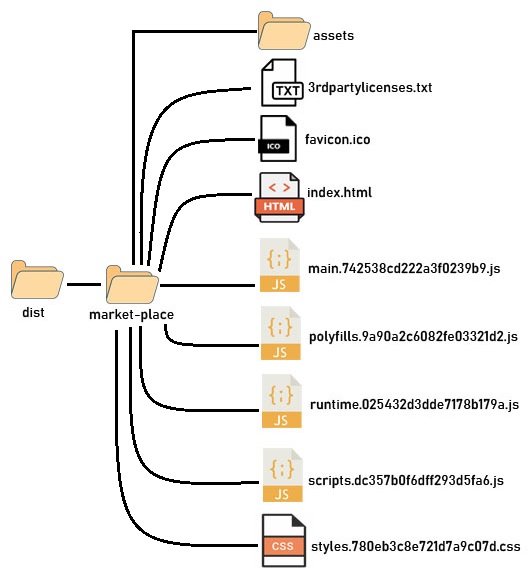 assets
TXT
3rdpartylicenses.txt
ICO
favicon.ico
< >
HTML
index.html
{;}
JS
main.742538cd222a3f0239b9.js
dist
market-place
{;}
JS
polyfills.9a90a2c6082fe03321d2.js
{;}
JS
runtime.025432d3dde7178b179a.js
{;}
JS
scripts.dc357b0f6dff293d5fa6.js
CSS
styles.780eb3c8e721d7a9c07d.css